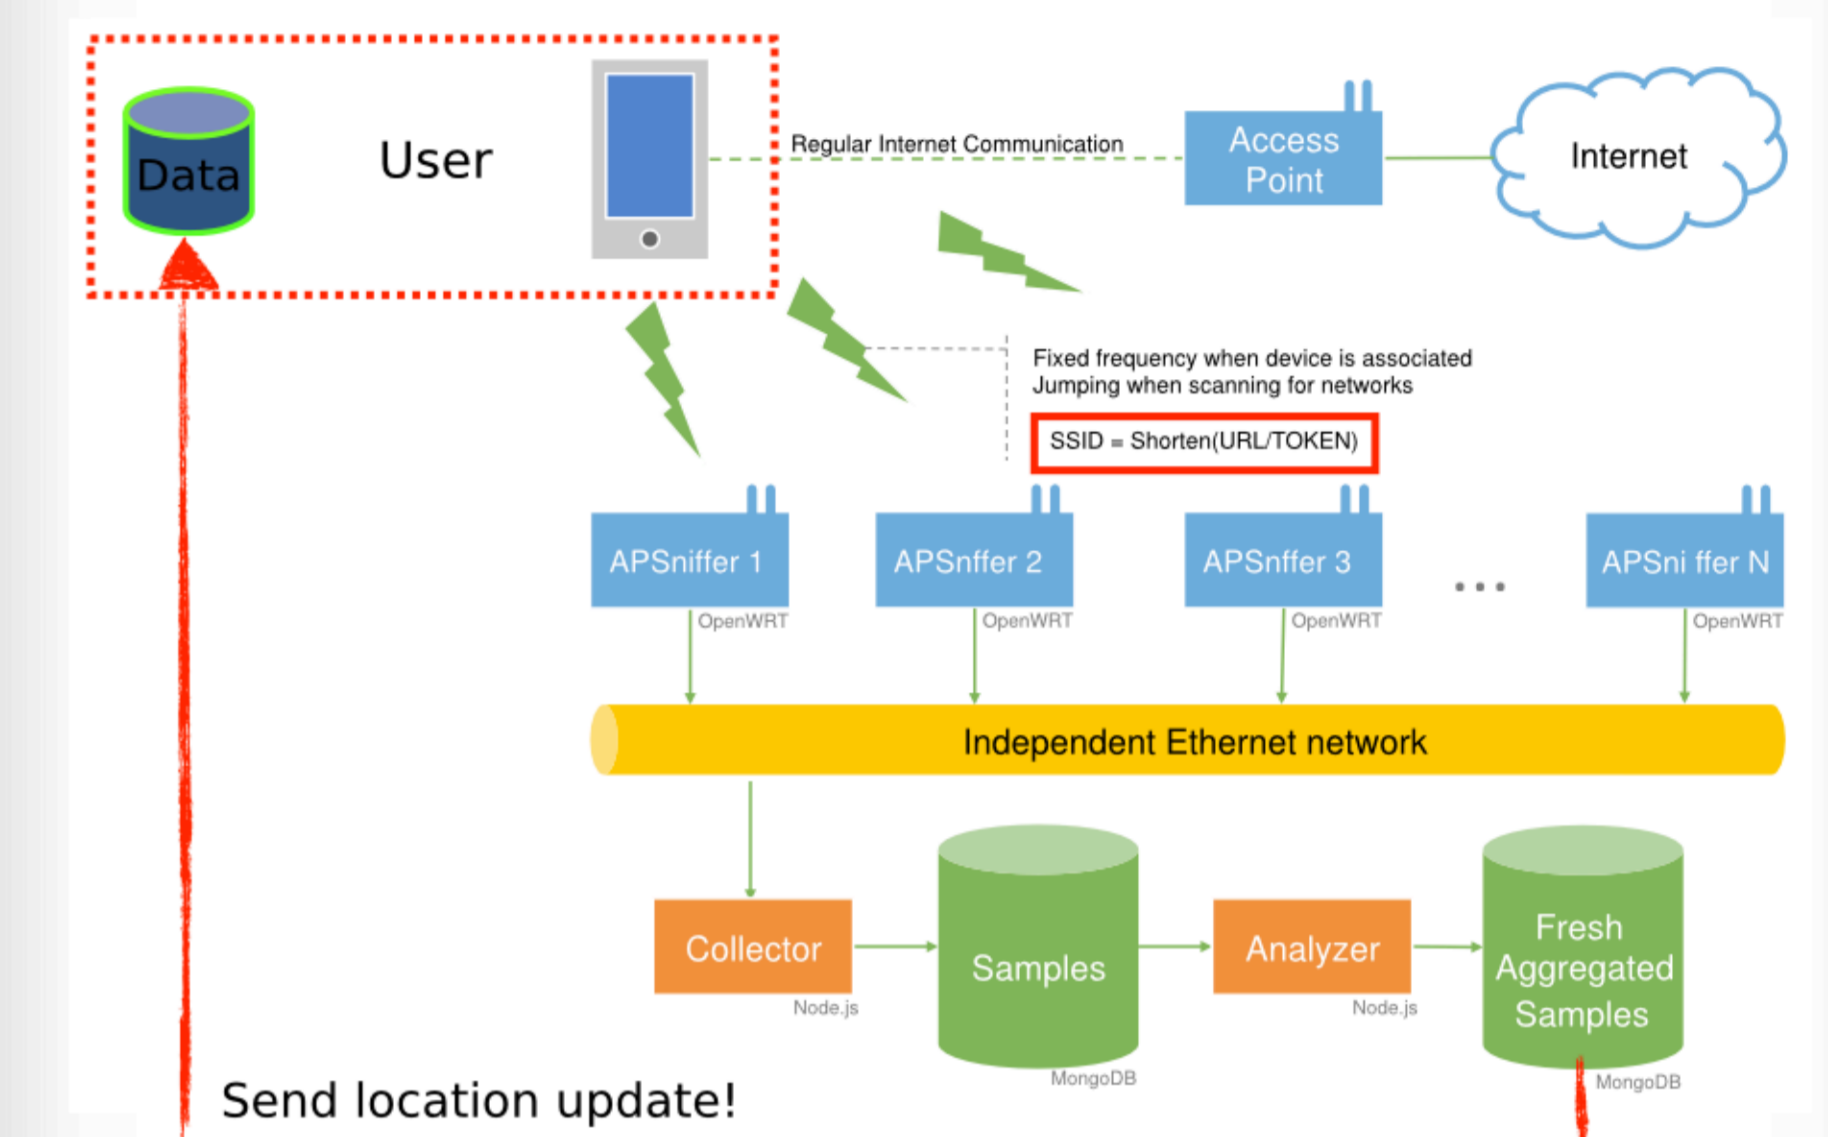 Data
User
Regular Internet Communication
Access
Point
Internet
Fixed frequency when device is associated
Jumping when scanning for networks
SSID = Shorten(URL/TOKEN)
APSniffer 1
APSnffer 2
APSnffer 3
...
APSni ffer N
OpenWRT
OpenWRT
OpenWRT
OpenWRT
Independent Ethernet network
Collector
Node.js
Samples
MongoDB
Analyzer
Node.js
Fresh
Aggregated
Samples
MongoDB
Send location update!